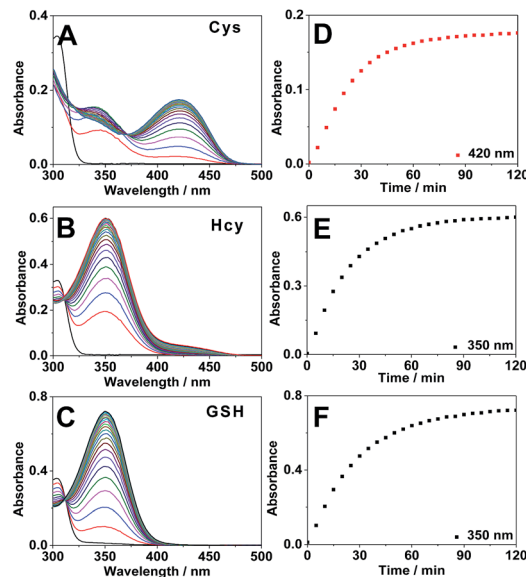 A
Cys
Absorbance
0.4
0.2
0.0
300 350 400 450 500
Wavelength / nm
D
Absorbance
0.2
0.1
0.0
420 nm
0 30 60 90 120
Time / min
B
Hcy
Absorbance
0.6
0.4
0.2
0.0
300 350 400 450 500
Wavelength / nm
E
Absorbance
0.6
0.3
0.0
350 nm
0 30 60 90 120
Time / min
C
GSH
Absorbance
0.8
0.4
0.0
300 350 400 450 500
Wavelength / nm
F
Absorbance
0.8
0.4
0.0
350 nm
0 30 60 90 120
Time / min